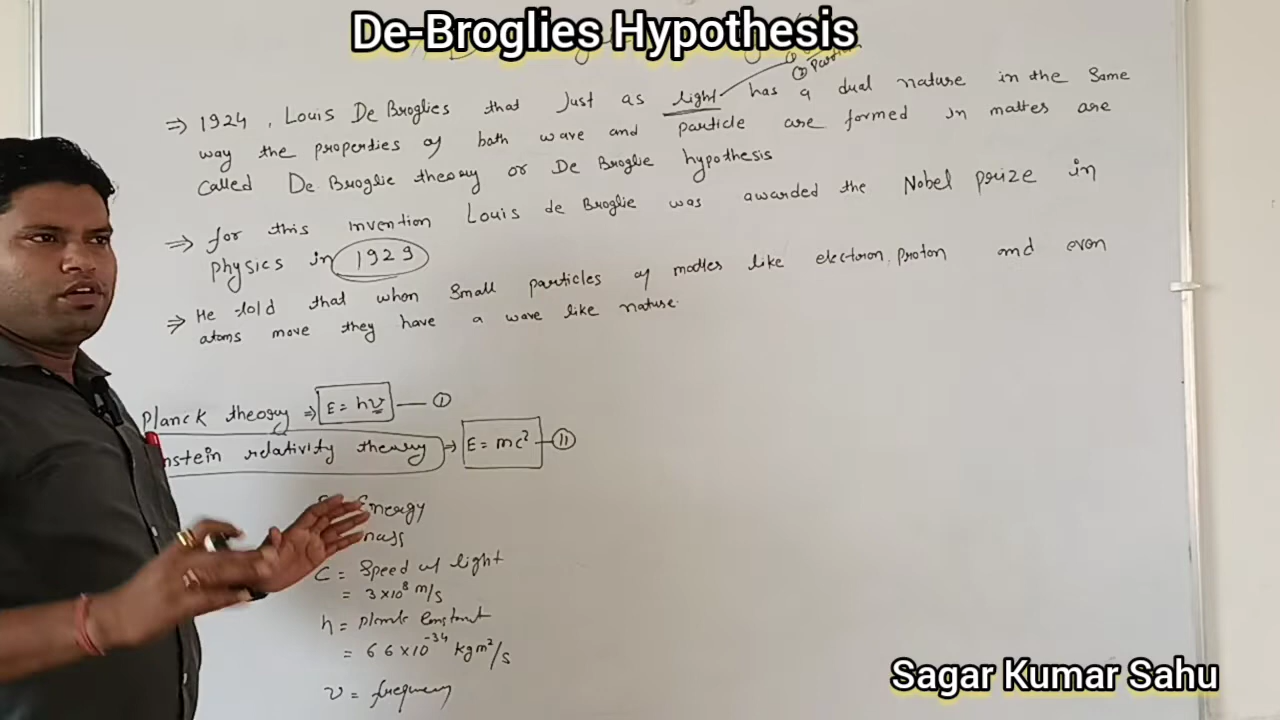 De-Broglies Hypothesis
⇒ 1924, Louis De Broglies that Just as light has a dual nature in the Same
way the properties of both wave and particle are formed in matter are
Called De Broglie theory or De Broglie hypothesis
⇒ for this invention Louis de Broglie was awarded the Nobel prize in
physics in 1929
⇒ He told that when Small particles of matter like electron, proton and even
atoms move they have a wave like nature.
Planck theory ⇒ E = hν — I
nstein relativity theory ⇒ E = mc² — II
Energy
mass
C = Speed of light
= 3×10⁸ m/s
h = plank Constant
= 66×10⁻³⁴ kgm²/s
ν = frequency
Sagar Kumar Sahu